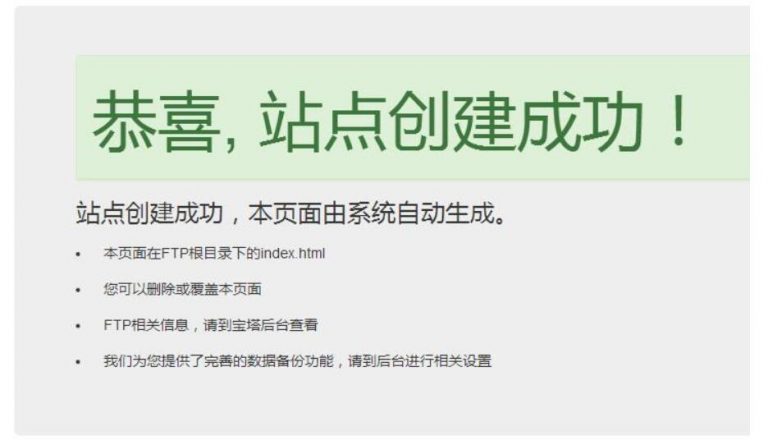 恭喜, 站点创建成功！
站点创建成功，本页面由系统自动生成。
本页面在FTP根目录下的index.html
您可以删除或覆盖本页面
FTP相关信息，请到宝塔后台查看
我们为您提供了完善的数据备份功能，请到后台进行相关设置